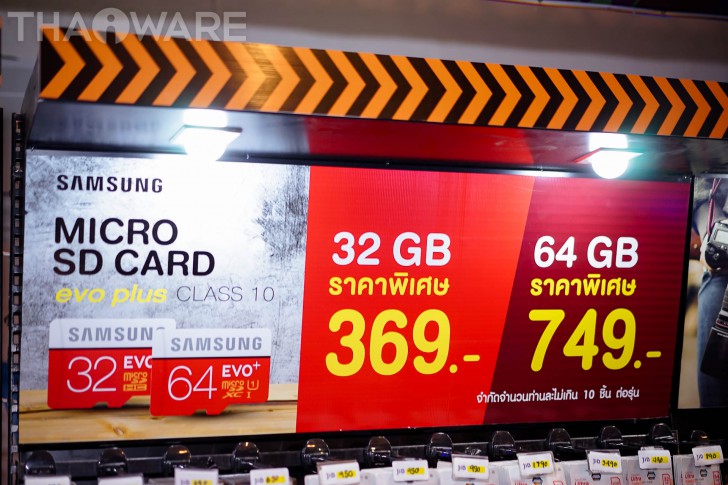 THAIWARE
SAMSUNG
MICRO
SD CARD
evo plus CLASS 10
SAMSUNG
32 EVO
SAMSUNG
64 EVO+
32 GB
ราคาพิเศษ
369.-
64 GB
ราคาพิเศษ
749.-
จำกัดจำนวนท่านละไม่เกิน 10 ชิ้น ต่อรุ่น